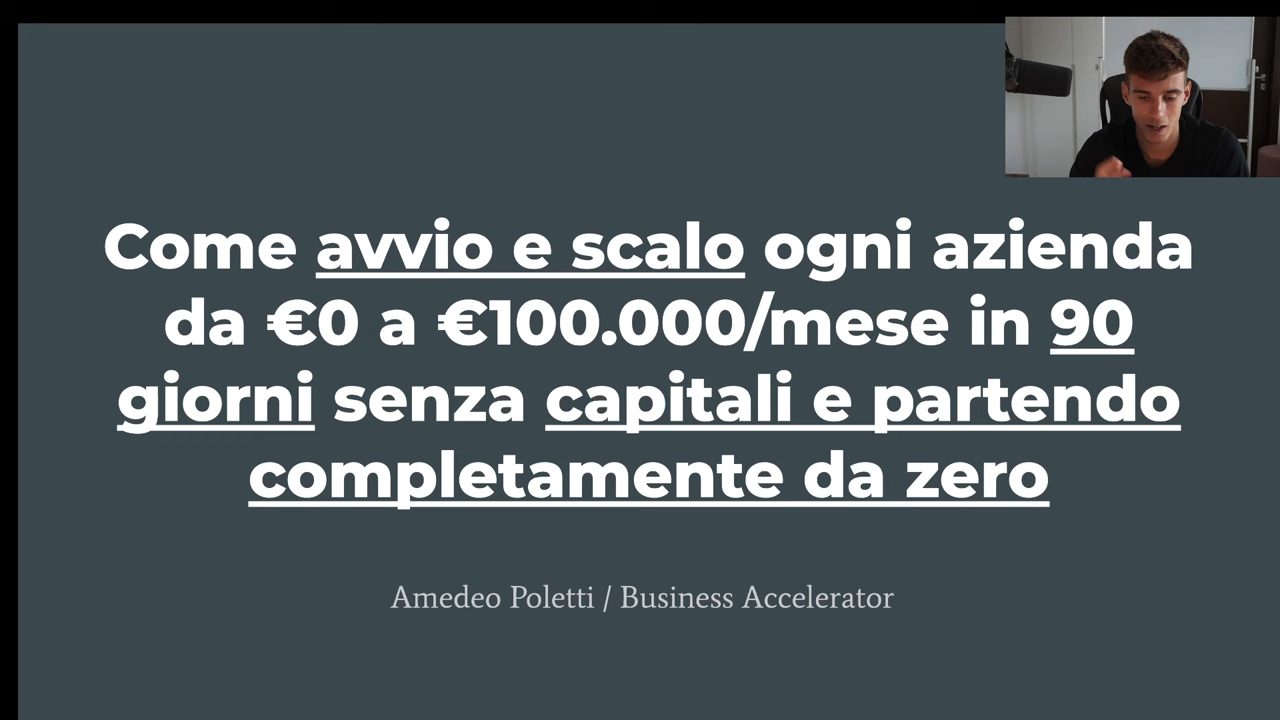 Come avvio e scalo ogni azienda
da €0 a €100.000/mese in 90
giorni senza capitali e partendo
completamente da zero
Amedeo Poletti / Business Accelerator